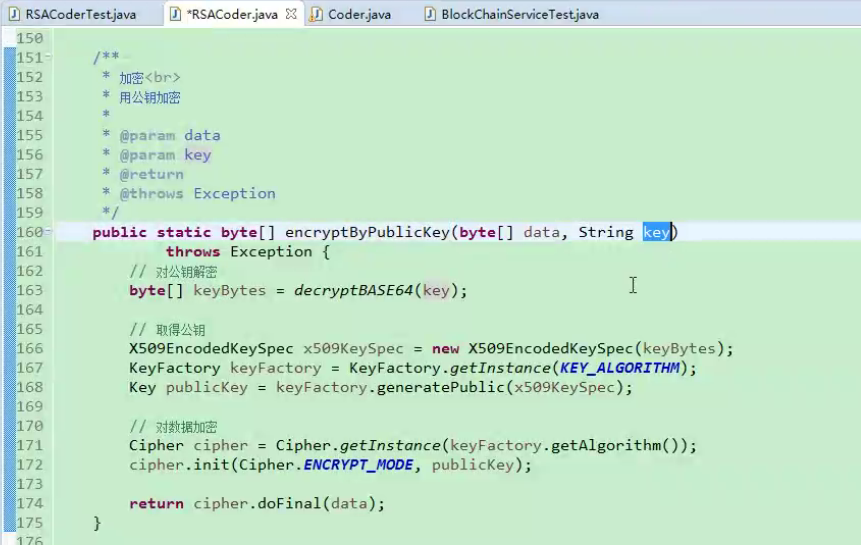 RSACoderTest.java *RSACoder.java Coder.java BlockChainServiceTest.java
150
151 /**
152 * 加密<br>
153 * 用公钥加密
154 *
155 * @param data
156 * @param key
157 * @return
158 * @throws Exception
159 */
160 public static byte[] encryptByPublicKey(byte[] data, String key)
161 throws Exception {
162 // 对公钥解密
163 byte[] keyBytes = decryptBASE64(key);
164
165 // 取得公钥
166 X509EncodedKeySpec x509KeySpec = new X509EncodedKeySpec(keyBytes);
167 KeyFactory keyFactory = KeyFactory.getInstance(KEY_ALGORITHM);
168 Key publicKey = keyFactory.generatePublic(x509KeySpec);
169
170 // 对数据加密
171 Cipher cipher = Cipher.getInstance(keyFactory.getAlgorithm());
172 cipher.init(Cipher.ENCRYPT_MODE, publicKey);
173
174 return cipher.doFinal(data);
175 }
176